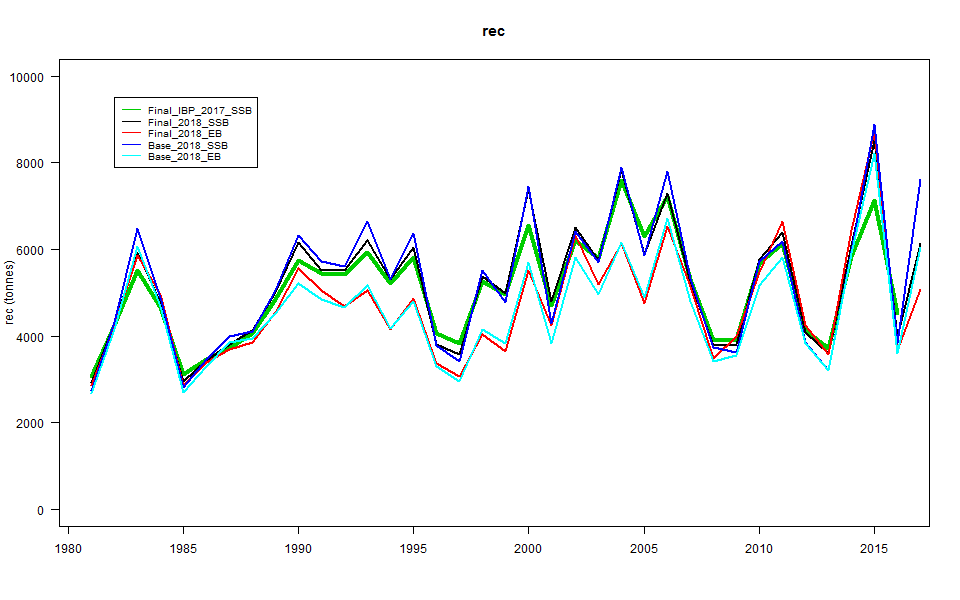 rec
10000
8000
6000
4000
2000
0
rec (tonnes)
Final_IBP_2017_SSB
Final_2018_SSB
Final_2018_EB
Base_2018_SSB
Base_2018_EB
1980 1985 1990 1995 2000 2005 2010 2015